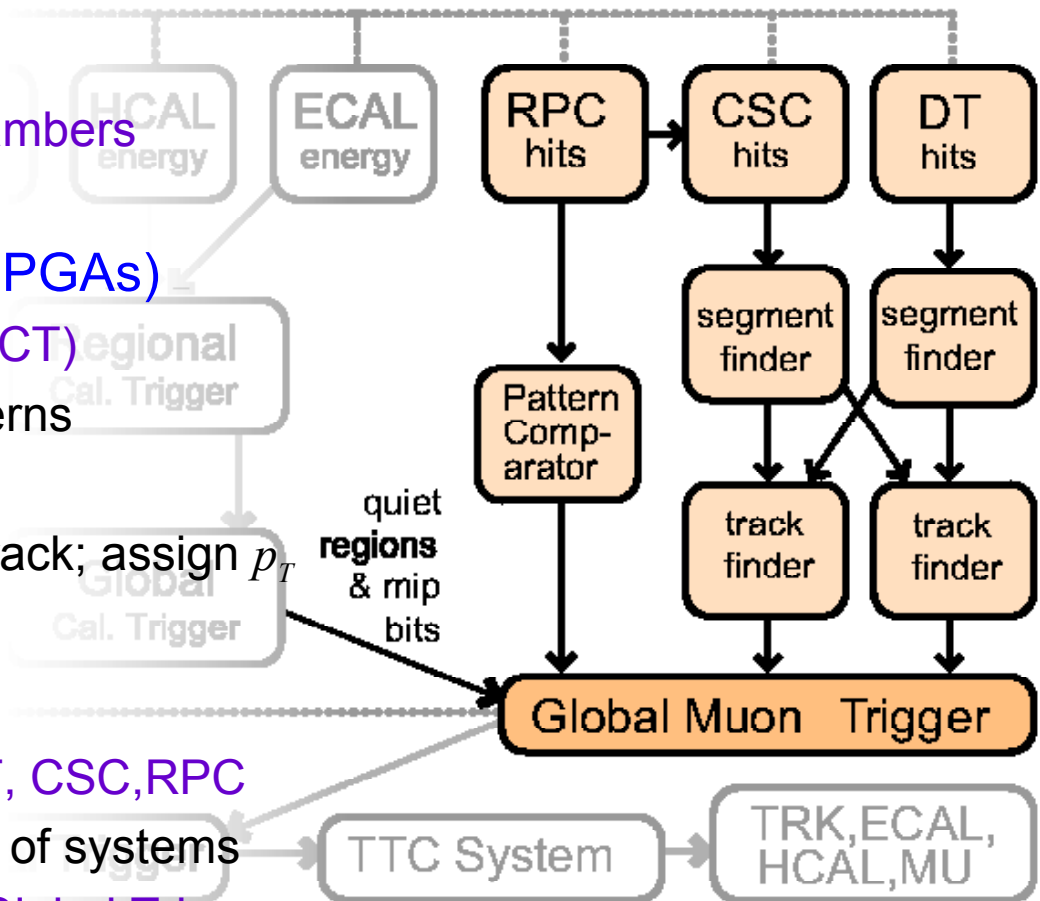 HCAL
energy
mbers
ECAL
energy
RPC
hits
CSC
hits
DT
hits
PGAs)
CT)
egional
Cal. Trigger
erns
segment
finder
segment
finder
Pattern
Comp-
arator
quiet
regions
& mip
bits
ack; assign pT
Global
Cal. Trigger
track
finder
track
finder
Global Muon Trigger
, CSC,RPC
of systems
Trigger
TTC System
TRK,ECAL,
HCAL,MU